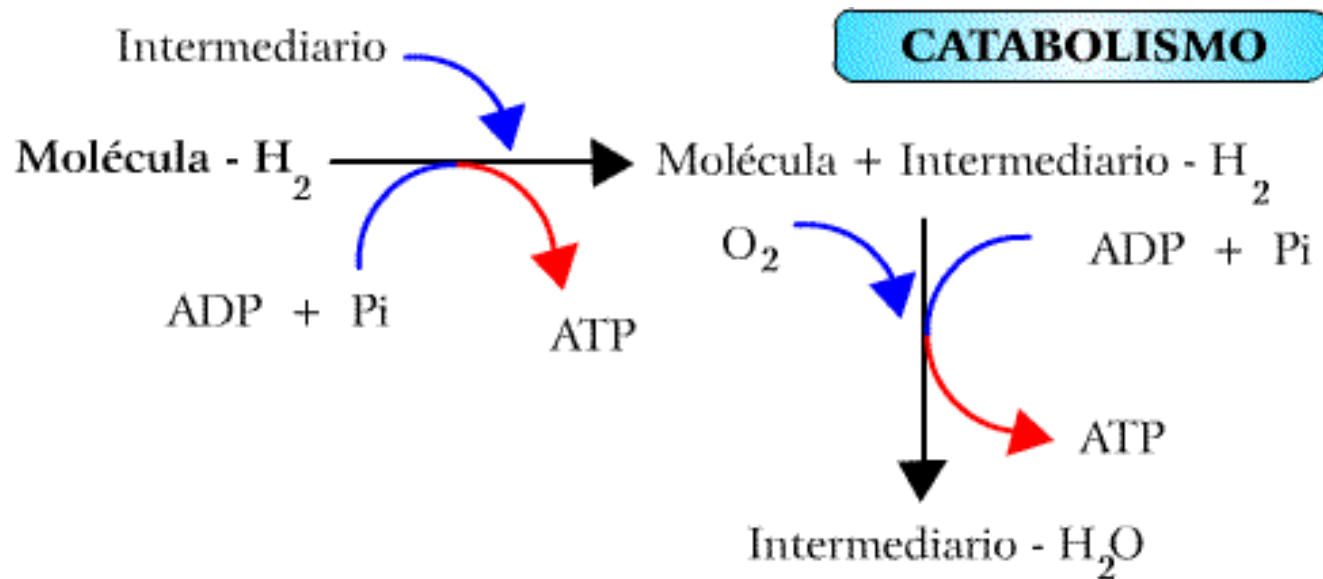 CATABOLISMO
Intermediario
Molécula - H₂
Molécula + Intermediario - H₂
ADP + Pi
ATP
O₂
ADP + Pi
ATP
Intermediario - H₂O